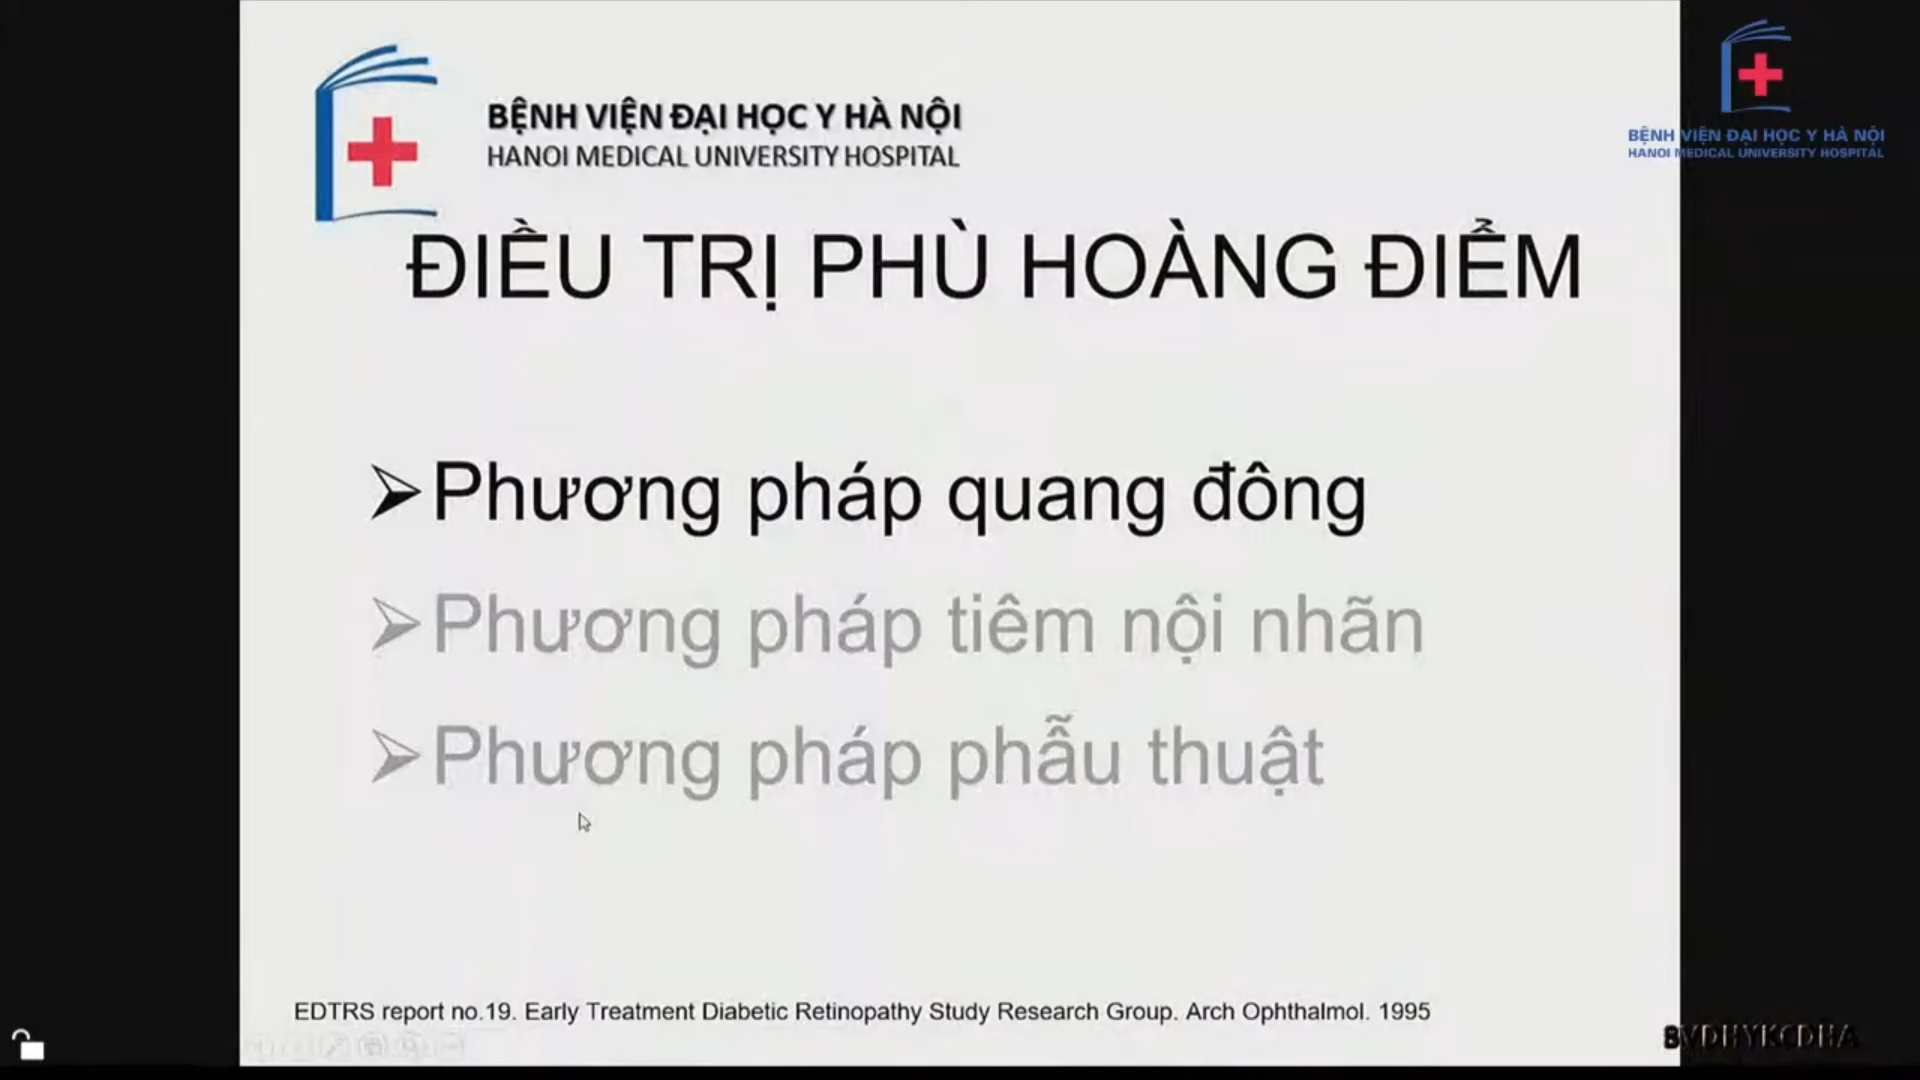 BỆNH VIỆN ĐẠI HỌC Y HÀ NỘI
HANOI MEDICAL UNIVERSITY HOSPITAL
BỆNH VIỆN ĐẠI HỌC Y HÀ NỘI
HANOI MEDICAL UNIVERSITY HOSPITAL
ĐIỀU TRỊ PHÙ HOÀNG ĐIỂM
Phương pháp quang đông
Phương pháp tiêm nội nhãn
Phương pháp phẫu thuật
EDTRS report no.19. Early Treatment Diabetic Retinopathy Study Research Group. Arch Ophthalmol. 1995
BVDHYKCDHA